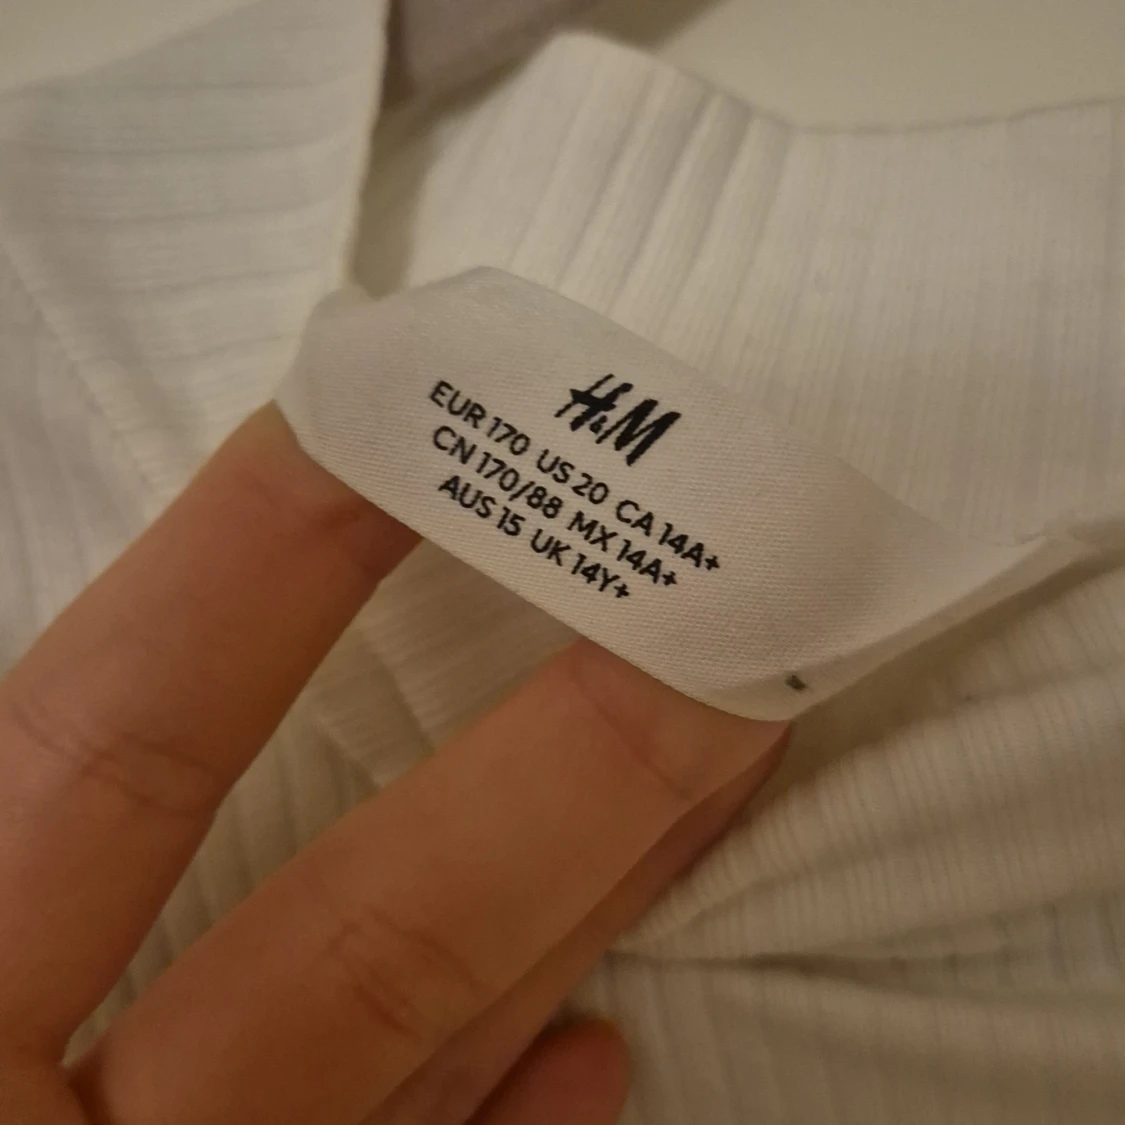 H&M
EUR 170 US 20 CA 14A+
CN 170/88 MX 14A+
AUS 15 UK 14Y+